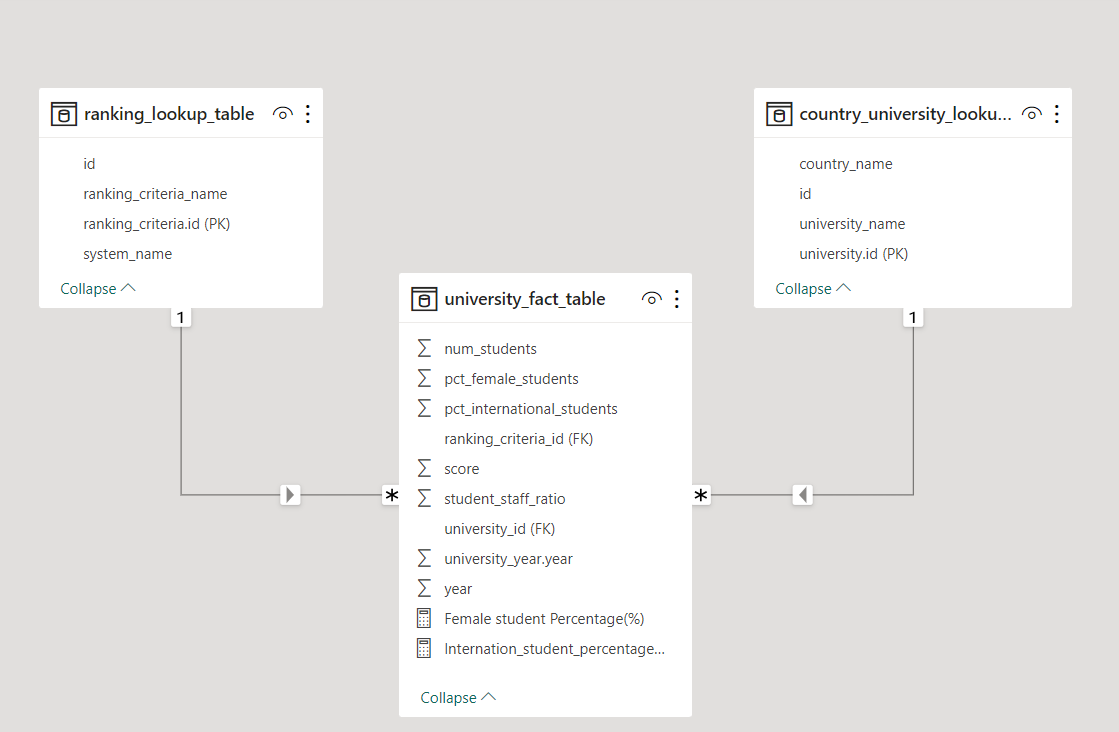 ranking_lookup_table
id
ranking_criteria_name
ranking_criteria.id (PK)
system_name
Collapse
1
country_university_looku...
country_name
id
university_name
university.id (PK)
Collapse
1
university_fact_table
num_students
pct_female_students
pct_international_students
ranking_criteria_id (FK)
score
student_staff_ratio
university_id (FK)
university_year.year
year
Female student Percentage(%)
Internation_student_percentage...
Collapse
*
*